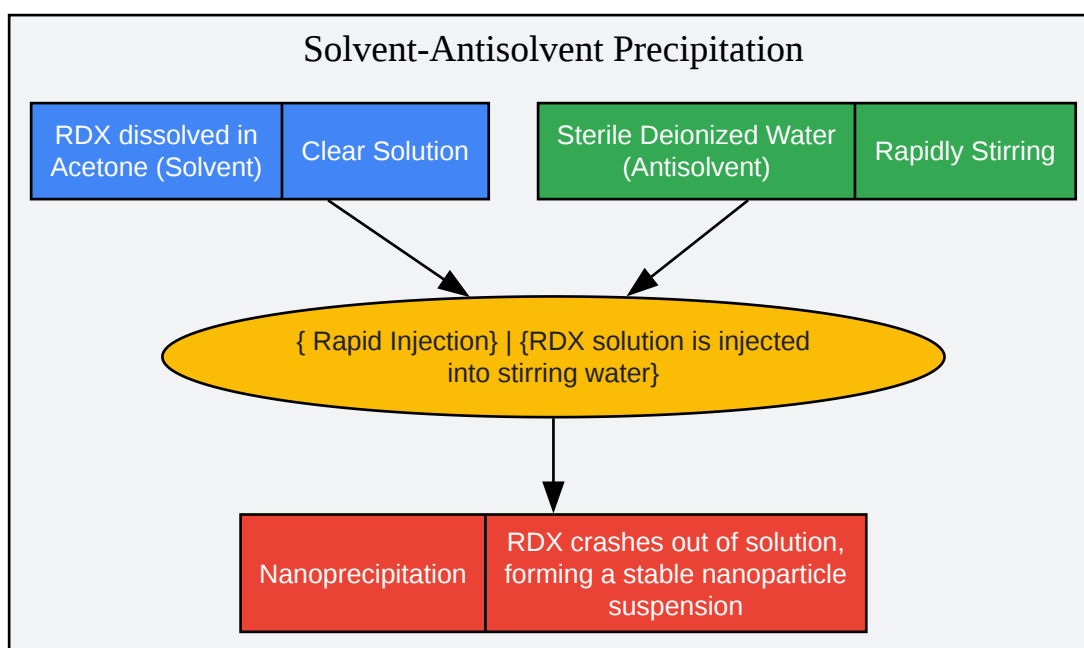 Solvent-Antisolvent Precipitation
RDX dissolved in
Acetone (Solvent)
Clear Solution
Sterile Deionized Water
(Antisolvent)
Rapidly Stirring
{ Rapid Injection} | {RDX solution is injected
into stirring water}
Nanoprecipitation
RDX crashes out of solution,
forming a stable nanoparticle
suspension